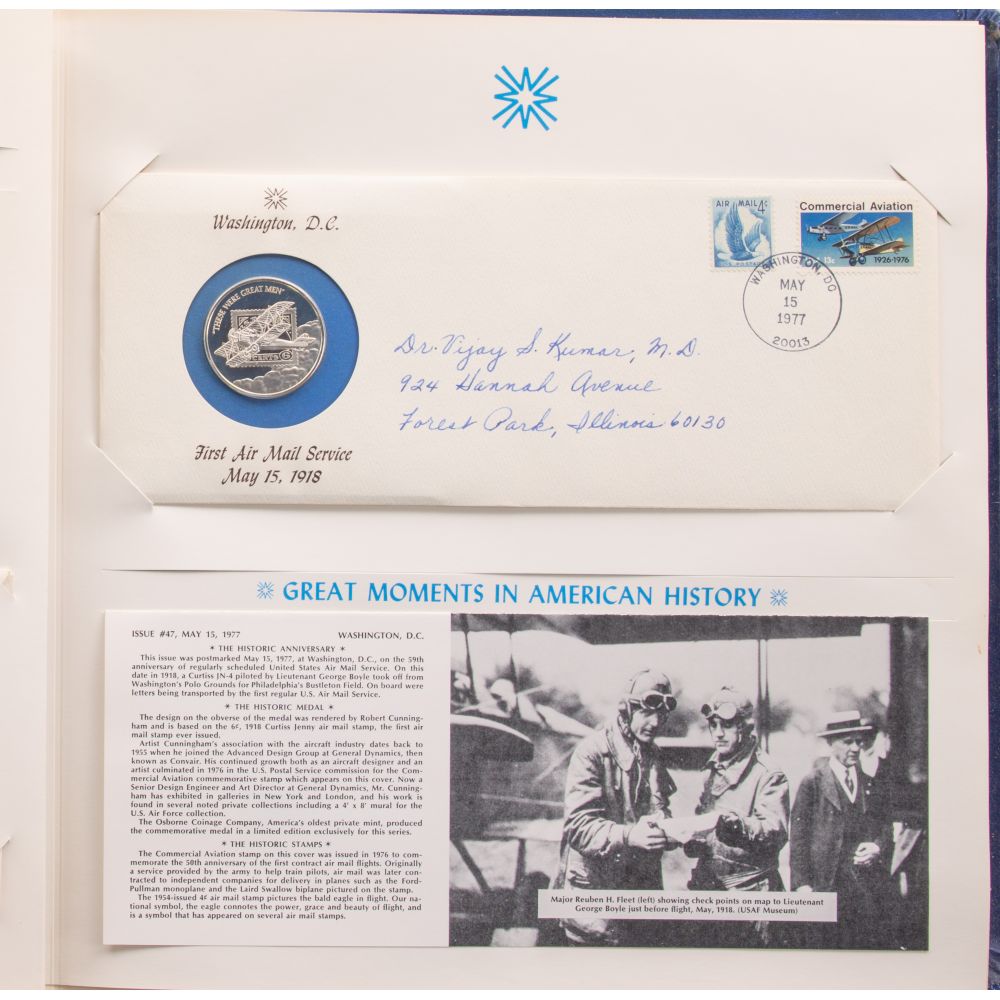 Washington, D.C.
"THESE WERE GREAT MEN"
CENTS 6
First Air Mail Service
May 15, 1918
AIR MAIL 4¢
U.S. POSTAGE
Commercial Aviation
13c
1926-1976
WASHINGTON, DC
MAY
15
1977
20013
Dr. Vijay S. Kumar, M.D.
924 Hannah Avenue
Forest Park, Illinois 60130
GREAT MOMENTS IN AMERICAN HISTORY
ISSUE #47, MAY 15, 1977 WASHINGTON, D.C.
* THE HISTORIC ANNIVERSARY *
This issue was postmarked May 15, 1977, at Washington, D.C., on the 59th
anniversary of regularly scheduled United States Air Mail Service. On this
date in 1918, a Curtiss JN-4 piloted by Lieutenant George Boyle took off from
Washington's Polo Grounds for Philadelphia's Bustleton Field. On board were
letters being transported by the first regular U.S. Air Mail Service.
* THE HISTORIC MEDAL *
The design on the obverse of the medal was rendered by Robert Cunning-
ham and is based on the 6¢, 1918 Curtiss Jenny air mail stamp, the first air
mail stamp ever issued.
Artist Cunningham's association with the aircraft industry dates back to
1955 when he joined the Advanced Design Group at General Dynamics, then
known as Convair. His continued growth both as an aircraft designer and an
artist culminated in 1976 in the U.S. Postal Service commission for the Com-
mercial Aviation commemorative stamp which appears on this cover. Now a
Senior Design Engineer and Art Director at General Dynamics, Mr. Cunning-
ham has exhibited in galleries in New York and London, and his work is
found in several noted private collections including a 4' x 8' mural for the
U.S. Air Force collection.
The Osborne Coinage Company, America's oldest private mint, produced
the commemorative medal in a limited edition exclusively for this series.
* THE HISTORIC STAMPS *
The Commercial Aviation stamp on this cover was issued in 1976 to com-
memorate the 50th anniversary of the first contract air mail flights. Originally
a service provided by the army to help train pilots, air mail was later con-
tracted to independent companies for delivery in planes such as the Ford-
Pullman monoplane and the Laird Swallow biplane pictured on the stamp.
The 1954-issued 4¢ air mail stamp pictures the bald eagle in flight. Our na-
tional symbol, the eagle connotes the power, grace and beauty of flight, and
is a symbol that has appeared on several air mail stamps.
Major Reuben H. Fleet (left) showing check points on map to Lieutenant
George Boyle just before flight, May, 1918. (USAF Museum)